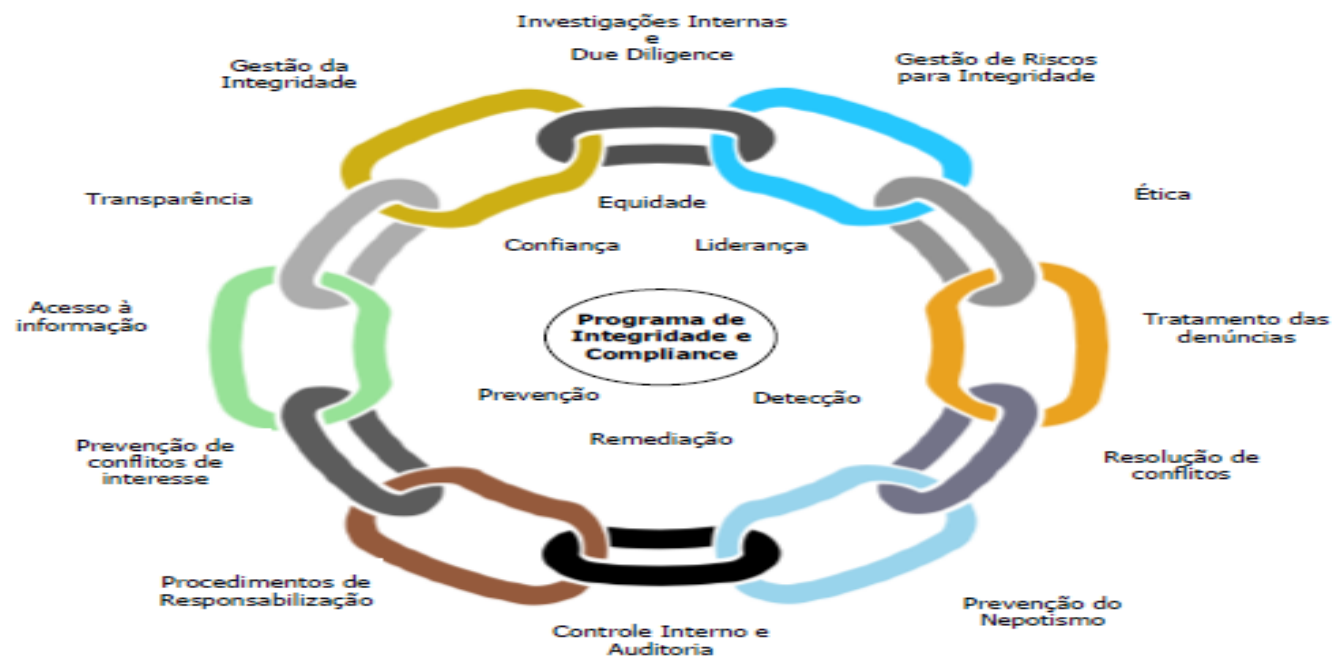 Investigações Internas
e
Due Diligence
Gestão da
Integridade
Gestão de Riscos
para Integridade
Transparência
Ética
Equidade
Confiança
Liderança
Acesso à
informação
Programa de
Integridade e
Compliance
Tratamento das
denúncias
Prevenção
Detecção
Remediação
Prevenção de
conflitos de
interesse
Resolução de
conflitos
Procedimentos de
Responsabilização
Prevenção do
Nepotismo
Controle Interno e
Auditoria